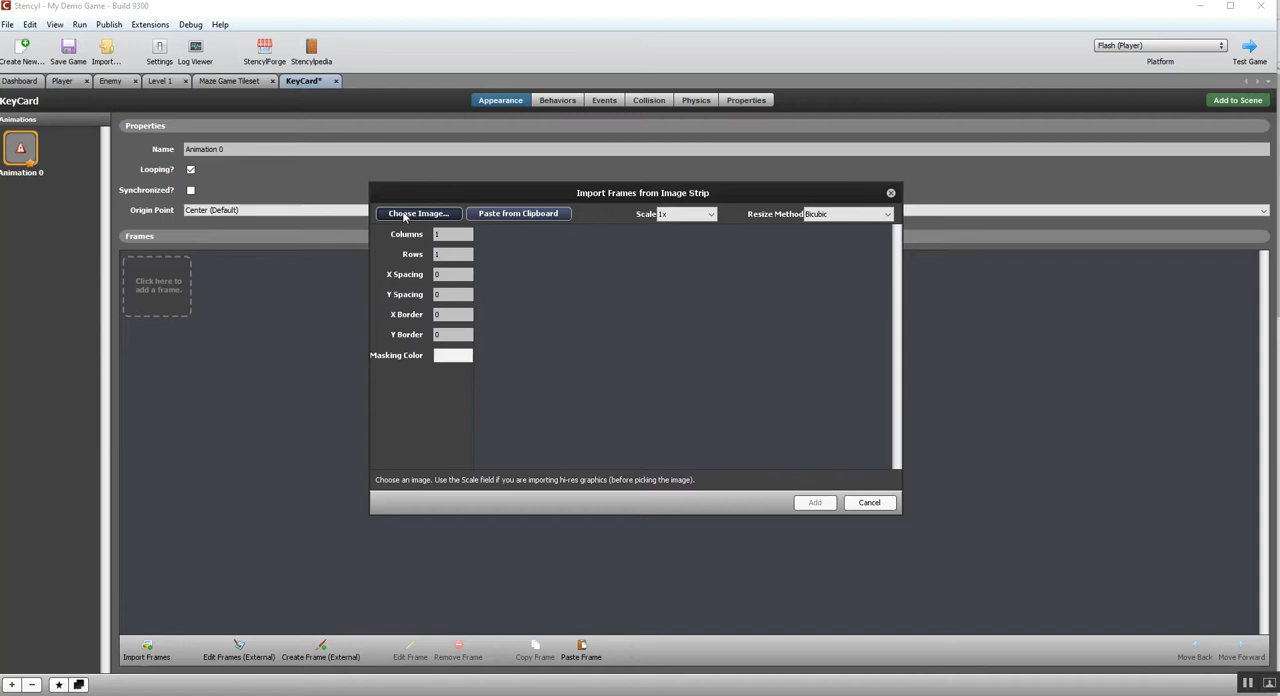 Stencyl - My Demo Game - Build 9300
File Edit View Run Publish Extensions Debug Help
Create New... Save Game Import... Settings Log Viewer StencylForge Stencylpedia
Flash (Player)
Platform
Test Game
Dashboard Player Enemy Level 1 Maze Game Tileset KeyCard*
KeyCard
Appearance Behaviors Events Collision Physics Properties
Add to Scene
Animations
Animation 0
Properties
Name Animation 0
Looping?
Synchronized?
Origin Point Center (Default)
Frames
Click here to
add a frame.
Import Frames from Image Strip
Choose Image... Paste from Clipboard Scale 1x Resize Method Bicubic
Columns 1
Rows 1
X Spacing 0
Y Spacing 0
X Border 0
Y Border 0
Masking Color
Choose an image. Use the Scale field if you are importing hi-res graphics (before picking the image).
Add Cancel
Import Frames Edit Frames (External) Create Frame (External) Edit Frame Remove Frame Copy Frame Paste Frame Move Back Move Forward